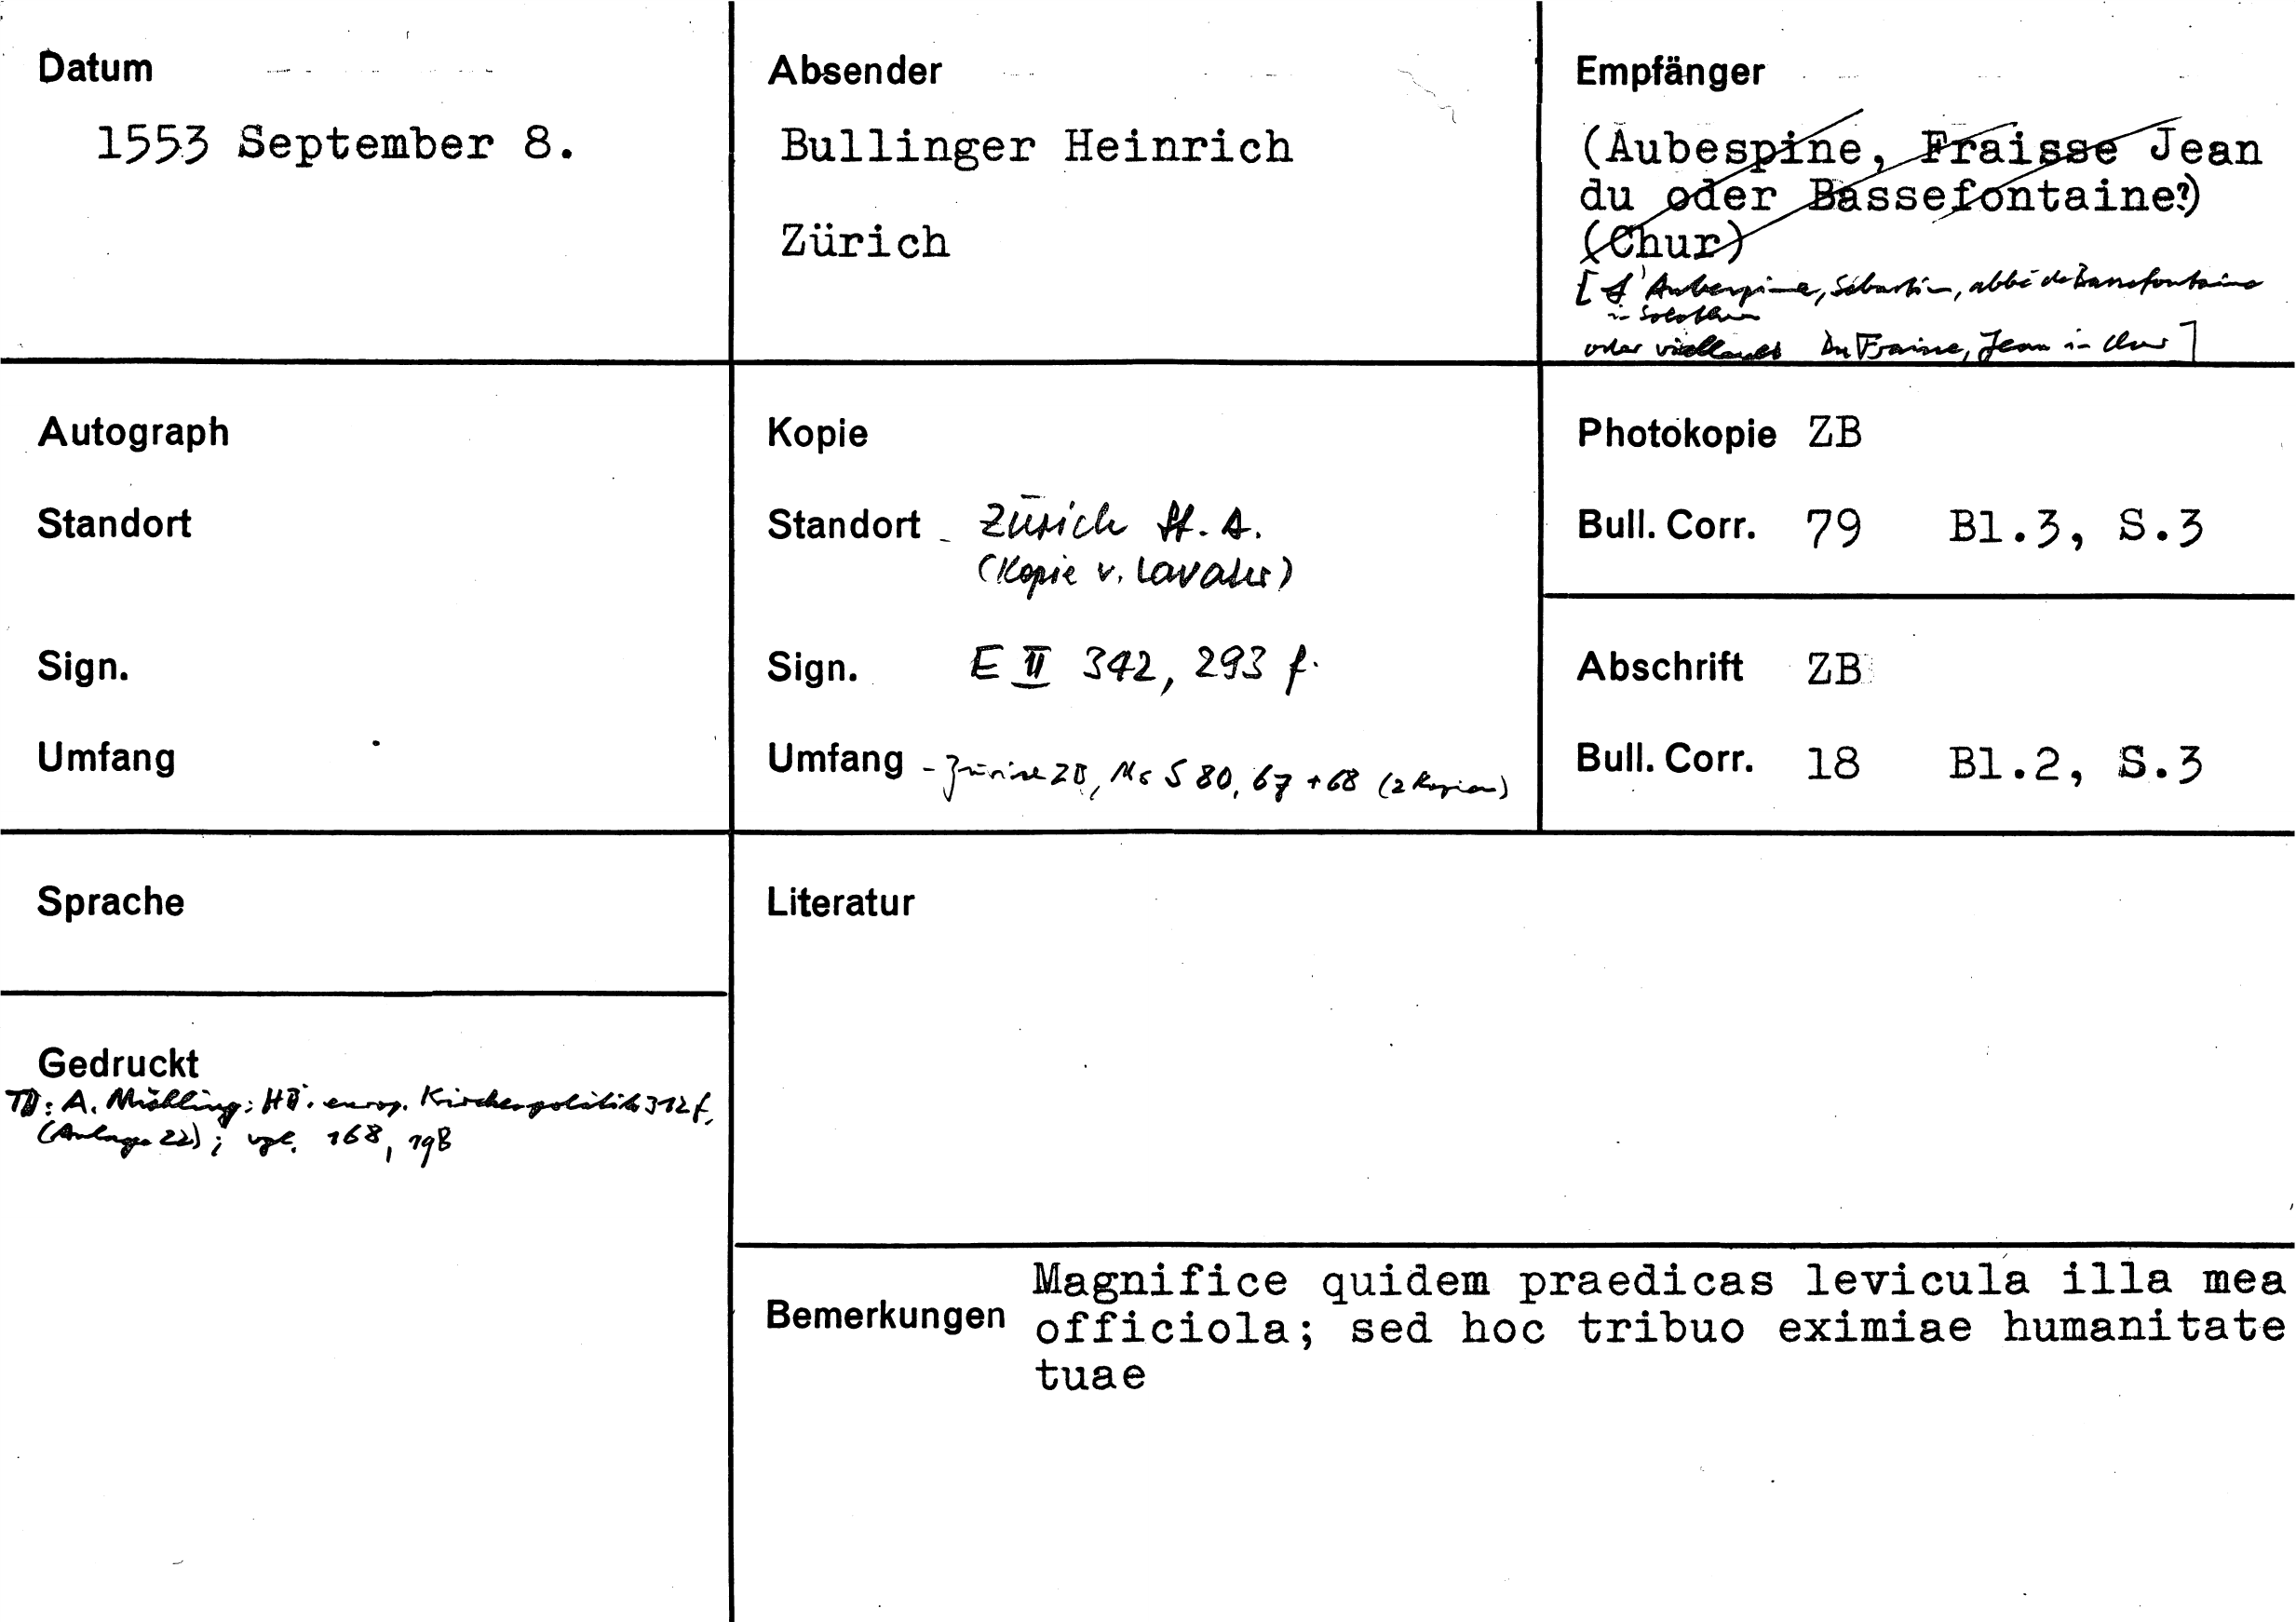 Datum
1553 September 8.
Absender
Bullinger Heinrich
Zürich
Empfänger
(Aubespine, Fraisse Jean
du oder Bassefontaine?)
(Chur)
[d'Aubespine, Sébastien, abbé de Bassefontaine
in Solothurn
oder vielleicht Du Fraisse, Jean in Chur]
Autograph
Standort
Sign.
Umfang
Kopie
Standort Zürich St. A.
(Kopie v. Lavater)
Sign. E II 342, 293 f.
Umfang - Zürich ZB, Ms S 80, 67 + 68 (2 Kopien)
Photokopie ZB
Bull. Corr. 79 Bl.3, S.3
Abschrift ZB
Bull. Corr. 18 Bl.2, S.3
Sprache
Gedruckt
TD: A. Mühling: HB. europ. Kirchenpolitik 312 f.
(Anlage 22); vgl. 168, 198
Literatur
Bemerkungen
Magnifice quidem praedicas levicula illa mea
officiola; sed hoc tribuo eximiae humanitate
tuae